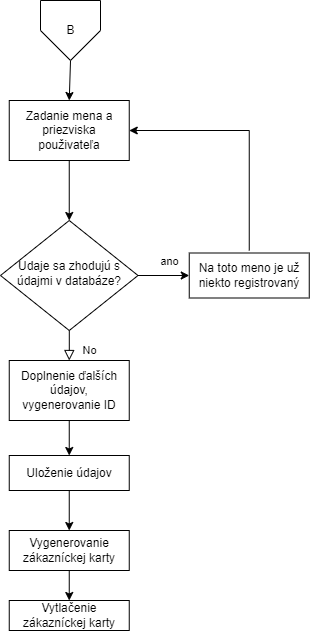 B
Zadanie mena a
priezviska
používateľa
Udaje sa zhodujú s
údajmi v databáze?
ano
Na toto meno je už
niekto registrovaný
No
Doplnenie ďalších
údajov,
vygenerovanie ID
Uloženie údajov
Vygenerovanie
zákazníckej karty
Vytlačenie
zákazníckej karty